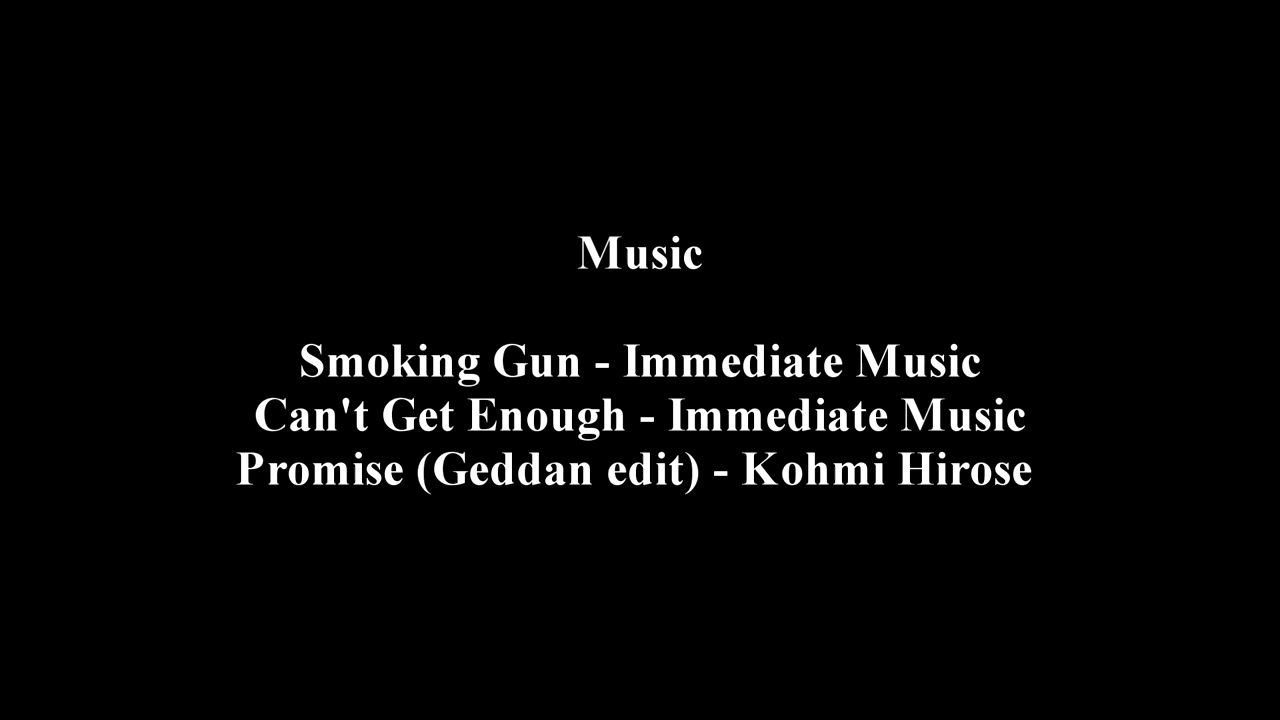 Music
Smoking Gun - Immediate Music
Can't Get Enough - Immediate Music
Promise (Geddan edit) - Kohmi Hirose